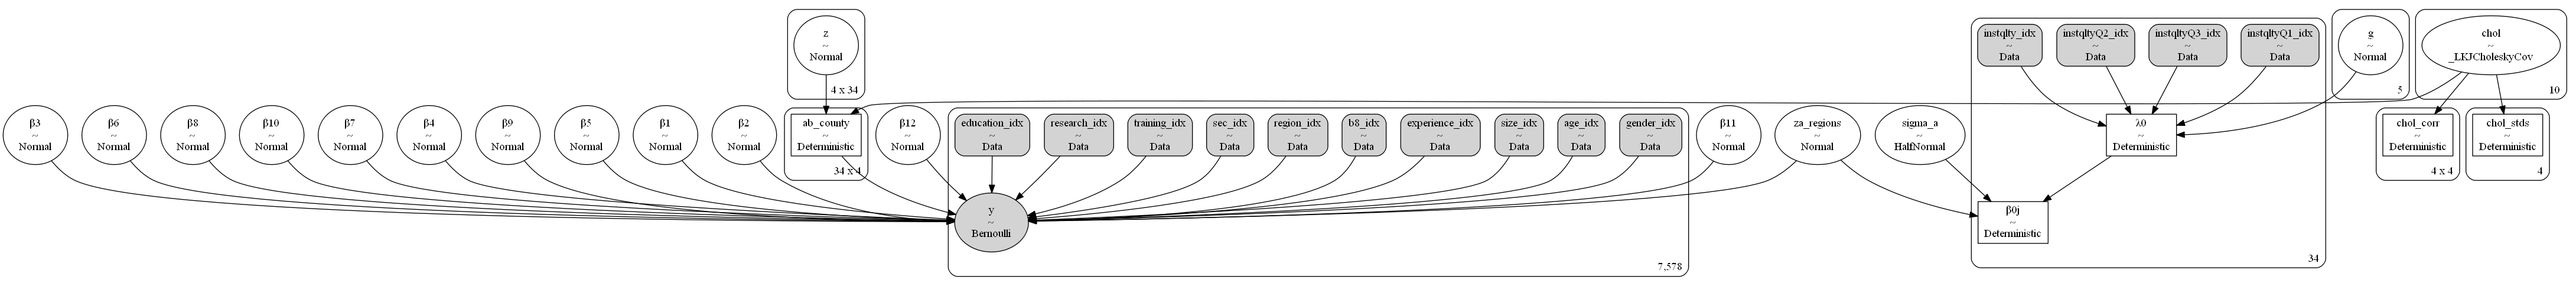 z
~
Normal
4 x 34
instqlty_idx
~
Data
instqltyQ2_idx
~
Data
instqltyQ3_idx
~
Data
instqltyQ1_idx
~
Data
g
~
Normal
5
chol
~
_LKJCholeskyCov
10
β3
~
Normal
β6
~
Normal
β8
~
Normal
β10
~
Normal
β7
~
Normal
β4
~
Normal
β9
~
Normal
β5
~
Normal
β1
~
Normal
β2
~
Normal
ab_county
~
Deterministic
34 x 4
β12
~
Normal
education_idx
~
Data
research_idx
~
Data
training_idx
~
Data
sec_idx
~
Data
region_idx
~
Data
b8_idx
~
Data
experience_idx
~
Data
size_idx
~
Data
age_idx
~
Data
gender_idx
~
Data
β11
~
Normal
za_regions
~
Normal
sigma_a
~
HalfNormal
λ0
~
Deterministic
chol_corr
~
Deterministic
4 x 4
chol_stds
~
Deterministic
4
y
~
Bernoulli
7,578
β0j
~
Deterministic
34